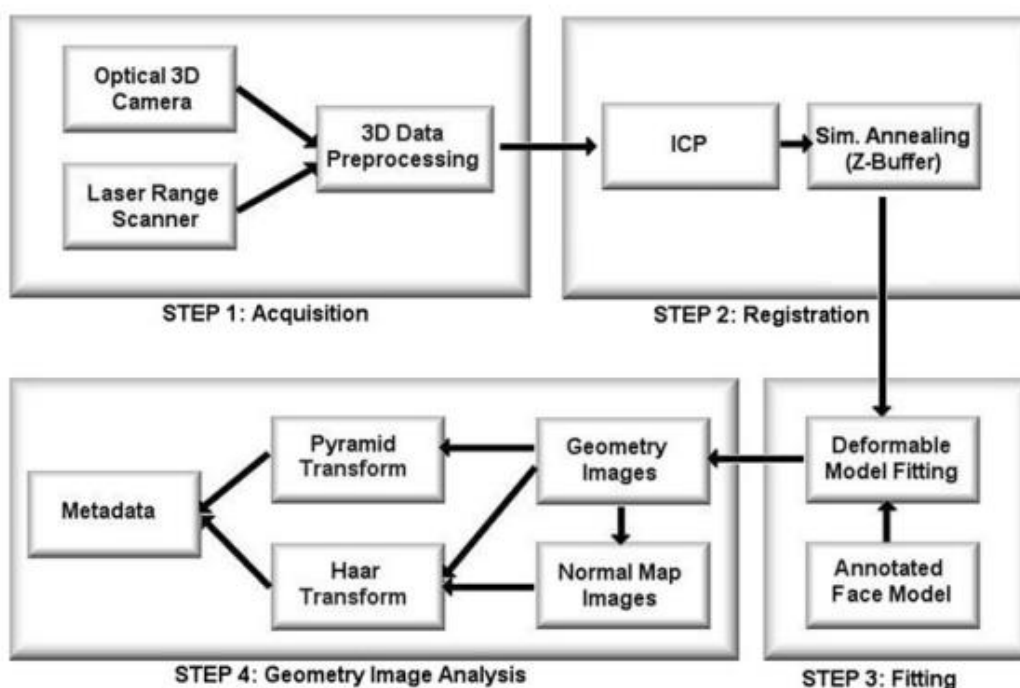 Optical 3D
Camera
Laser Range
Scanner
3D Data
Preprocessing
STEP 1: Acquisition
ICP
Sim. Annealing
(Z-Buffer)
STEP 2: Registration
Deformable
Model Fitting
Annotated
Face Model
STEP 3: Fitting
Geometry
Images
Normal Map
Images
Pyramid
Transform
Haar
Transform
Metadata
STEP 4: Geometry Image Analysis